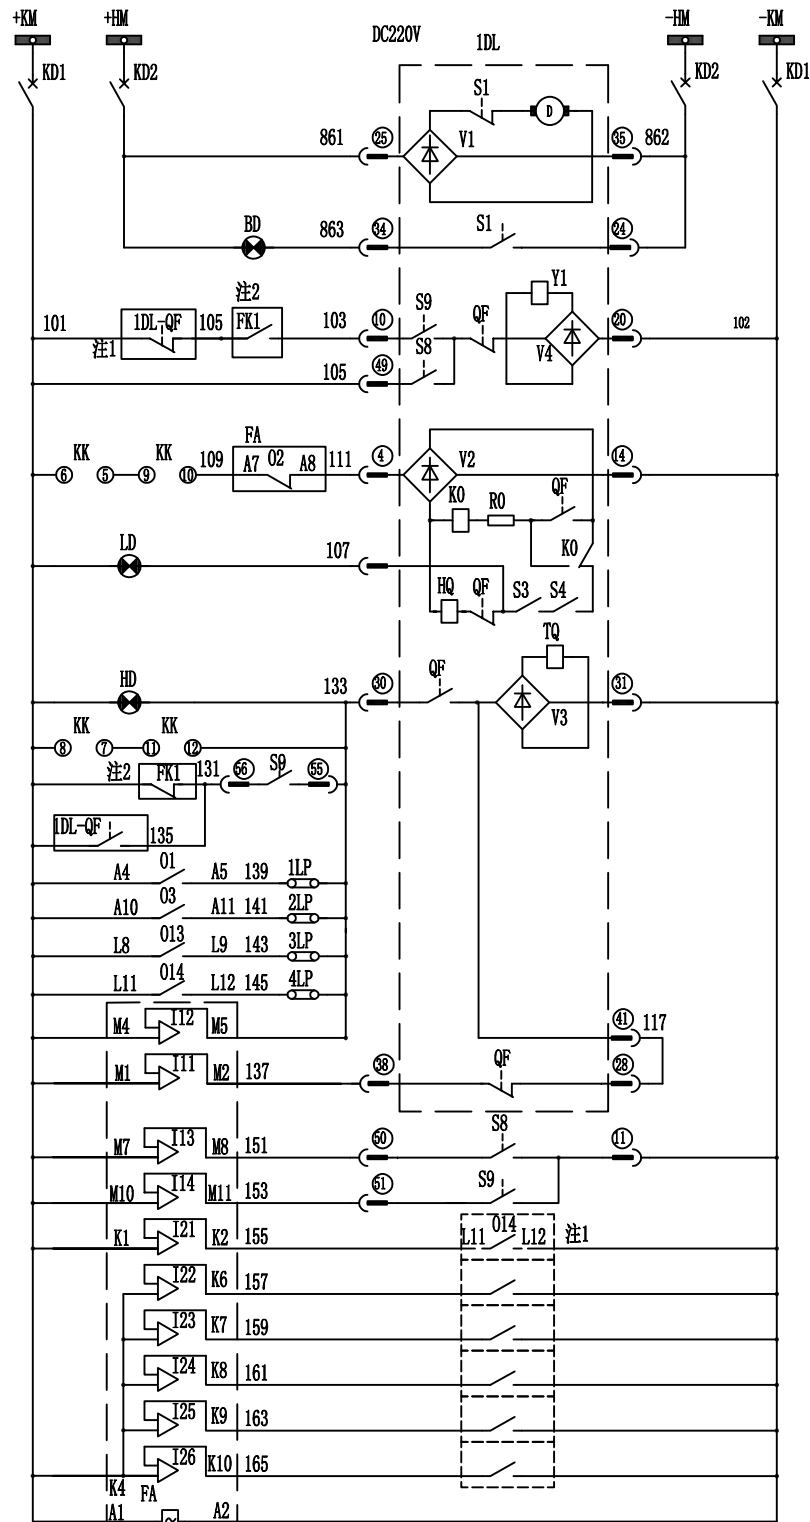 +KM +HM DC220V 1DL -HM -KM
KD1 KD2 KD2 KD1
S1 D
861 25 V1 35 862
BD 863 34 S1 24
注2 Y1
101 1DL-QF 105 FK1 103 10 S9 QF 20 102
注1 V4
105 49 S8
KK KK FA
6 5 9 10 109 A7 O2 A8 111 4 V2 14
KO RO QF
KO
LD 107
HQ QF S3 S4
TQ
HD 133 30 QF V3 31
KK KK
8 7 11 12
注2 FK1 131 56 S9 55
1DL-QF 135
A4 O1 A5 139 1LP
A10 O3 A11 141 2LP
L8 O13 L9 143 3LP
L11 O14 L12 145 4LP
M4 I12 M5 41 117
M1 I11 M2 137 38 QF 28
M7 I13 M8 151 50 S8 11
M10 I14 M11 153 51 S9
K1 I21 K2 155 L11 O14 L12 注1
I22 K6 157
I23 K7 159
I24 K8 161
I25 K9 163
I26 K10 165
K4 FA
A1 A2